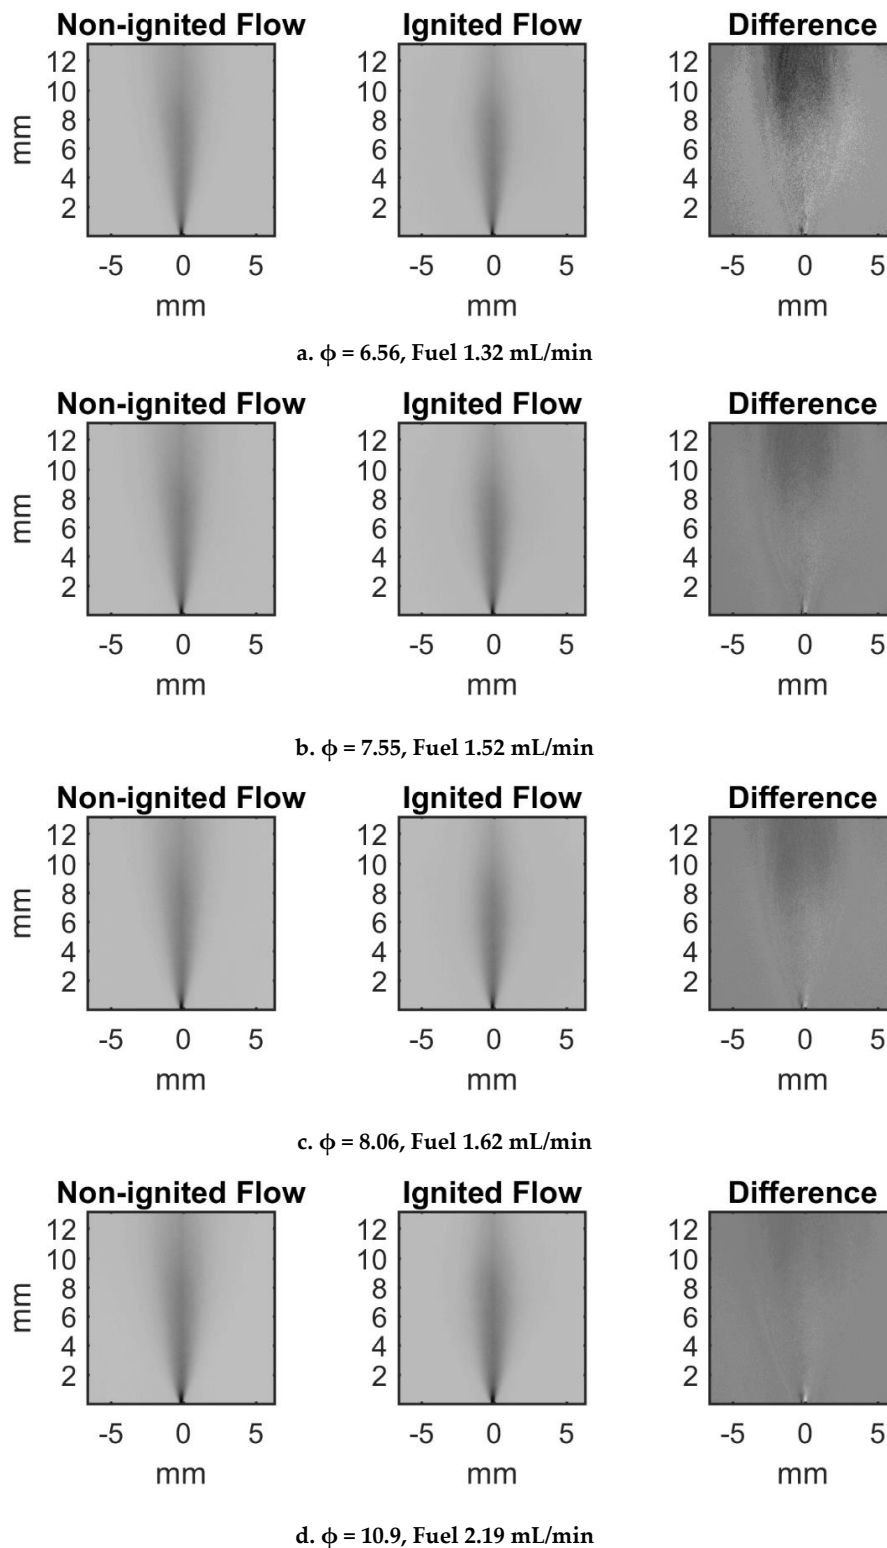 Non-ignited Flow Ignited Flow Difference
12 12 12
10 10 10
8 8 8
mm 6 6 6
4 4 4
2 2 2
-5 0 5 -5 0 5 -5 0 5
mm mm mm
a. ϕ = 6.56, Fuel 1.32 mL/min
Non-ignited Flow Ignited Flow Difference
12 12 12
10 10 10
8 8 8
mm 6 6 6
4 4 4
2 2 2
-5 0 5 -5 0 5 -5 0 5
mm mm mm
b. ϕ = 7.55, Fuel 1.52 mL/min
Non-ignited Flow Ignited Flow Difference
12 12 12
10 10 10
8 8 8
mm 6 6 6
4 4 4
2 2 2
-5 0 5 -5 0 5 -5 0 5
mm mm mm
c. ϕ = 8.06, Fuel 1.62 mL/min
Non-ignited Flow Ignited Flow Difference
12 12 12
10 10 10
8 8 8
mm 6 6 6
4 4 4
2 2 2
-5 0 5 -5 0 5 -5 0 5
mm mm mm
d. ϕ = 10.9, Fuel 2.19 mL/min